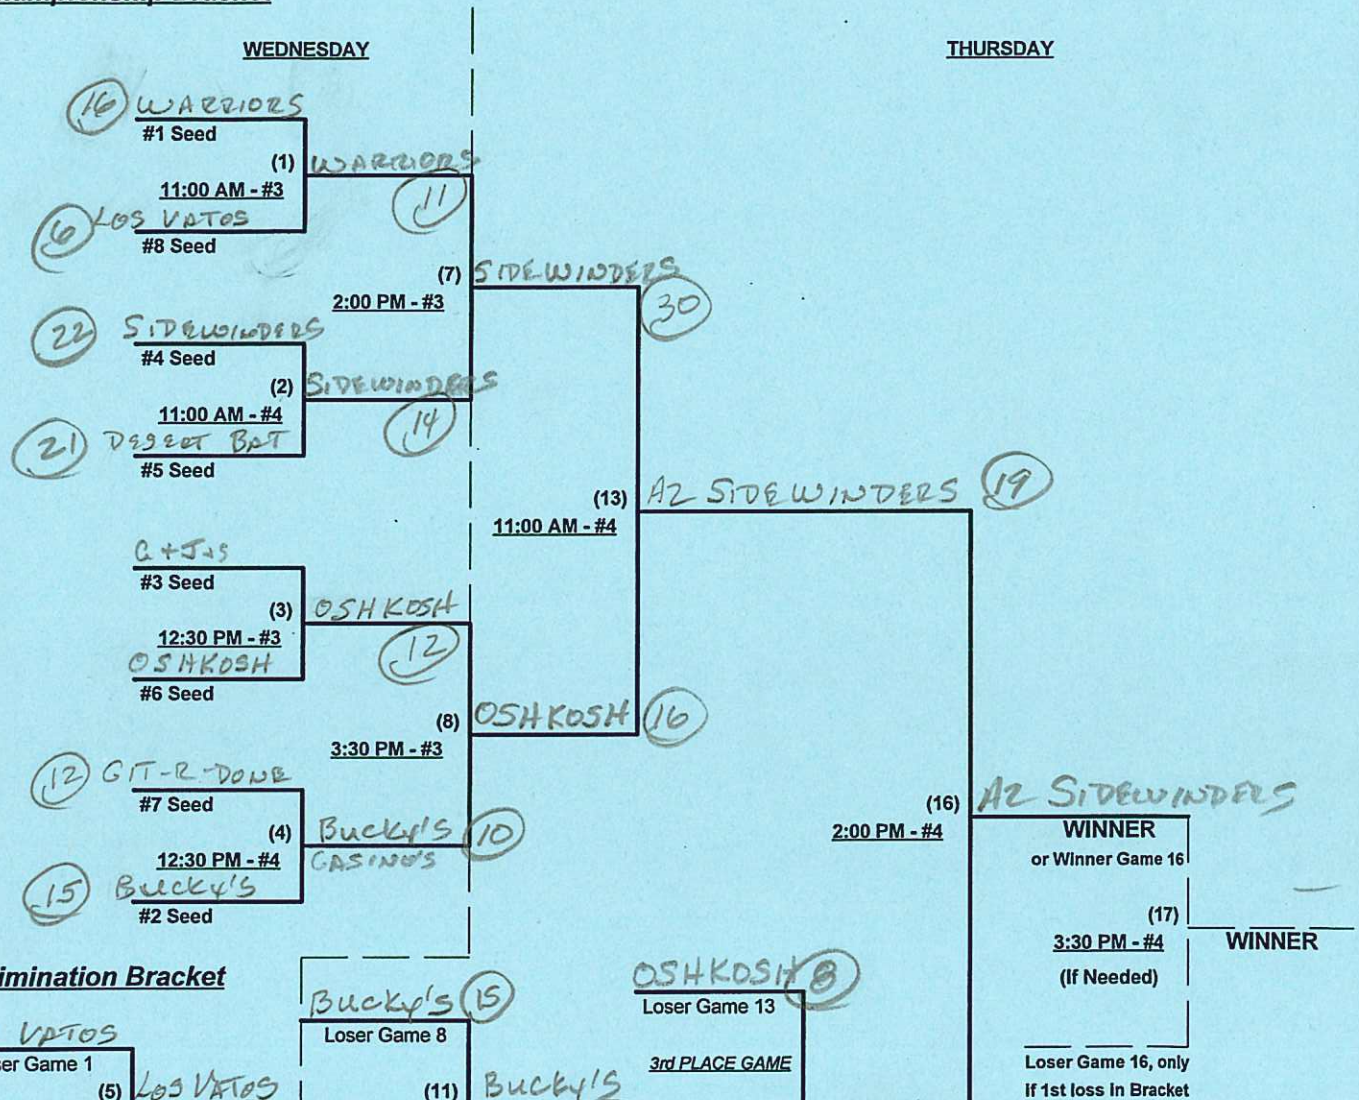 WEDNESDAY
THURSDAY
16 WARRIORS
#1 Seed
(1) WARRIORS
11:00 AM - #3
11
6 LOS VATOS
#8 Seed
(7) SIDEWINDERS
2:00 PM - #3
30
22 SIDEWINDERS
#4 Seed
(2) SIDEWINDERS
11:00 AM - #4
14
21 DESERT BAT
#5 Seed
(13) AZ SIDEWINDERS 19
11:00 AM - #4
G+J+S
#3 Seed
(3) OSHKOSH
12:30 PM - #3
12
OSHKOSH
#6 Seed
(8) OSHKOSH 16
3:30 PM - #3
12 GIT-R-DONE
#7 Seed
(4) BUCKY'S 10
CASINO'S
12:30 PM - #4
15 BUCKY'S
#2 Seed
(16) AZ SIDEWINDERS
2:00 PM - #4
WINNER
or Winner Game 16
(17)
3:30 PM - #4
WINNER
(If Needed)
Loser Game 16, only
if 1st loss in Bracket
imination Bracket
BUCKY'S 15
Loser Game 8
OSHKOSH 8
Loser Game 13
3rd PLACE GAME
VATOS
ser Game 1
(5) LOS VATOS
(11) BUCKY'S